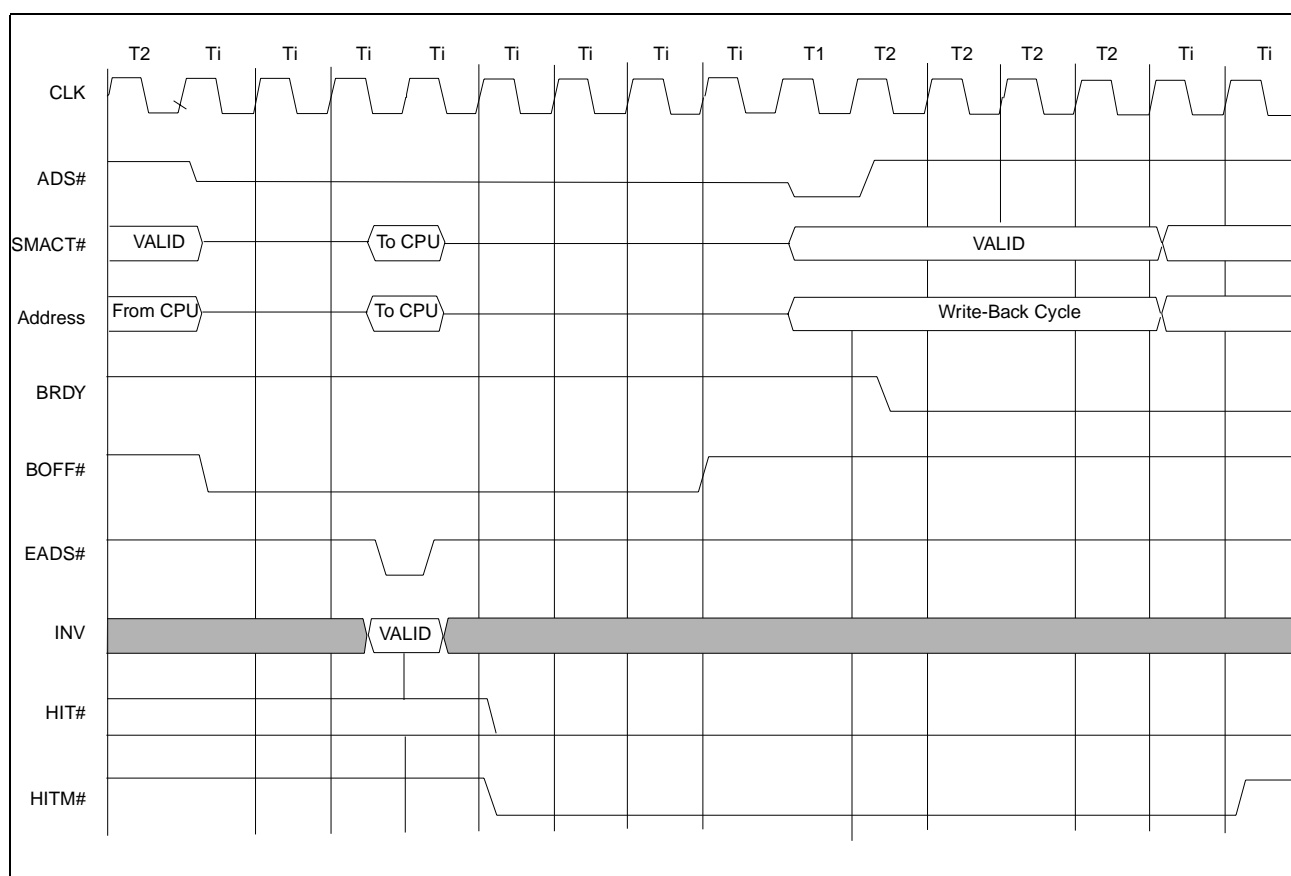 T2 Ti Ti Ti Ti Ti Ti Ti Ti T1 T2 T2 T2 T2 Ti Ti
CLK
ADS#
SMACT# VALID To CPU VALID
Address From CPU To CPU Write-Back Cycle
BRDY
BOFF#
EADS#
INV VALID
HIT#
HITM#